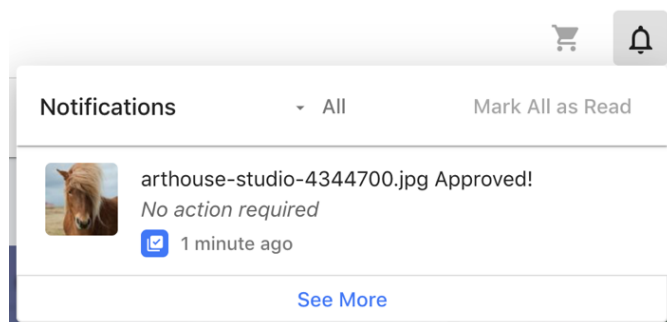 Notifications All Mark All as Read
arthouse-studio-4344700.jpg Approved!
No action required
1 minute ago
See More